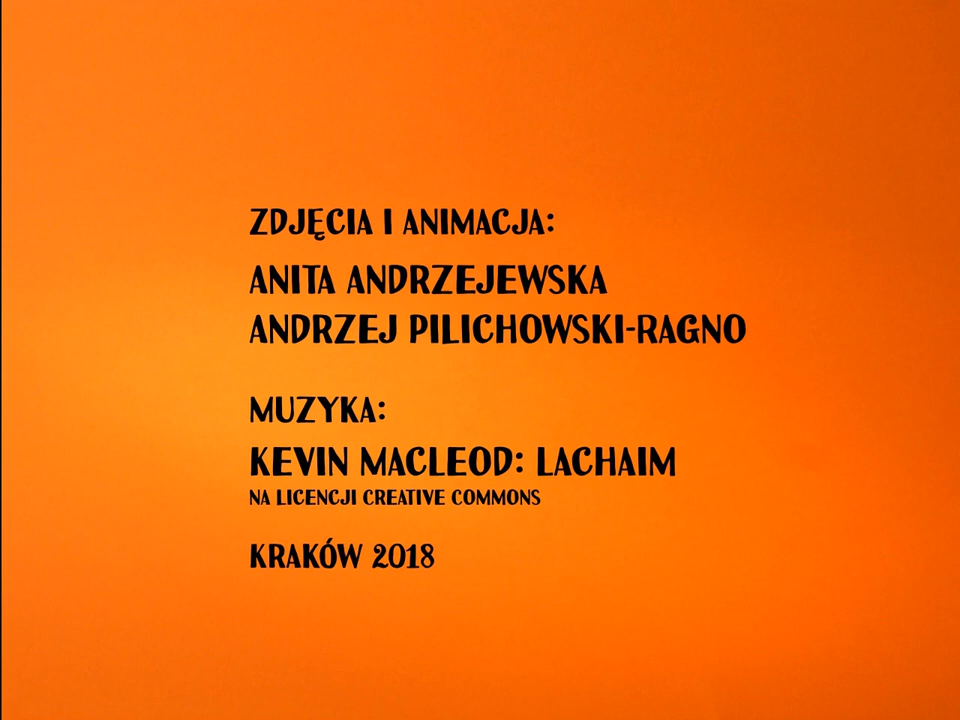 ZDJĘCIA I ANIMACJA:
ANITA ANDRZEJEWSKA
ANDRZEJ PILICHOWSKI-RAGNO
MUZYKA:
KEVIN MACLEOD: LACHAIM
NA LICENCJI CREATIVE COMMONS
KRAKÓW 2018